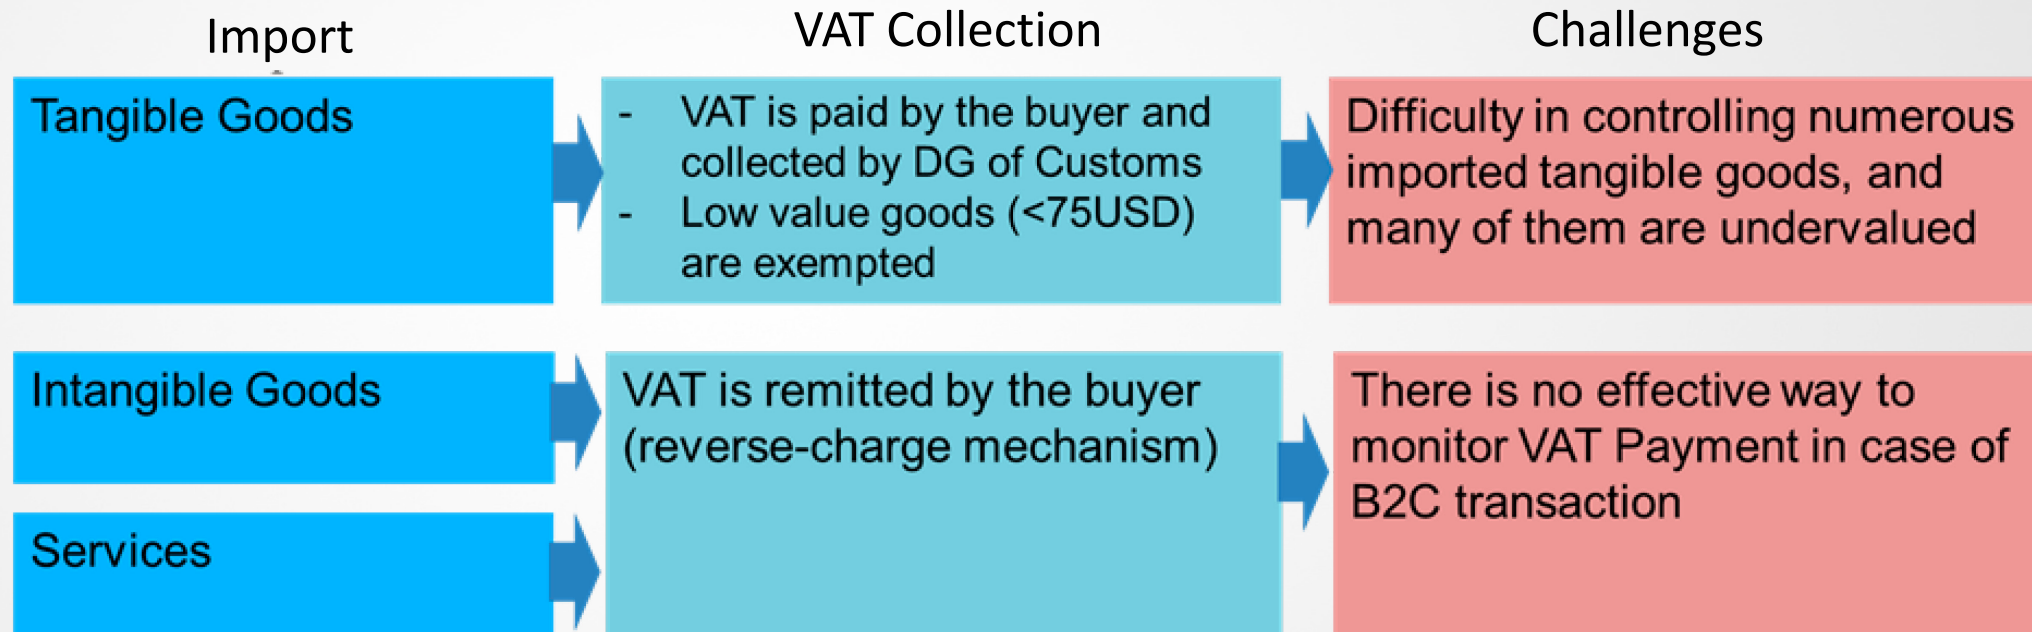 Import
VAT Collection
Challenges
Tangible Goods
- VAT is paid by the buyer and
collected by DG of Customs
- Low value goods (<75USD)
are exempted
Difficulty in controlling numerous
imported tangible goods, and
many of them are undervalued
Intangible Goods
Services
VAT is remitted by the buyer
(reverse-charge mechanism)
There is no effective way to
monitor VAT Payment in case of
B2C transaction